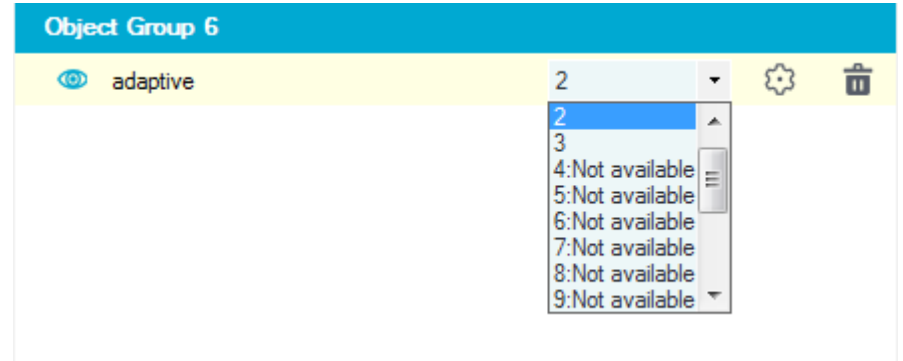 Object Group 6
adaptive 2
2
3
4:Not available
5:Not available
6:Not available
7:Not available
8:Not available
9:Not available